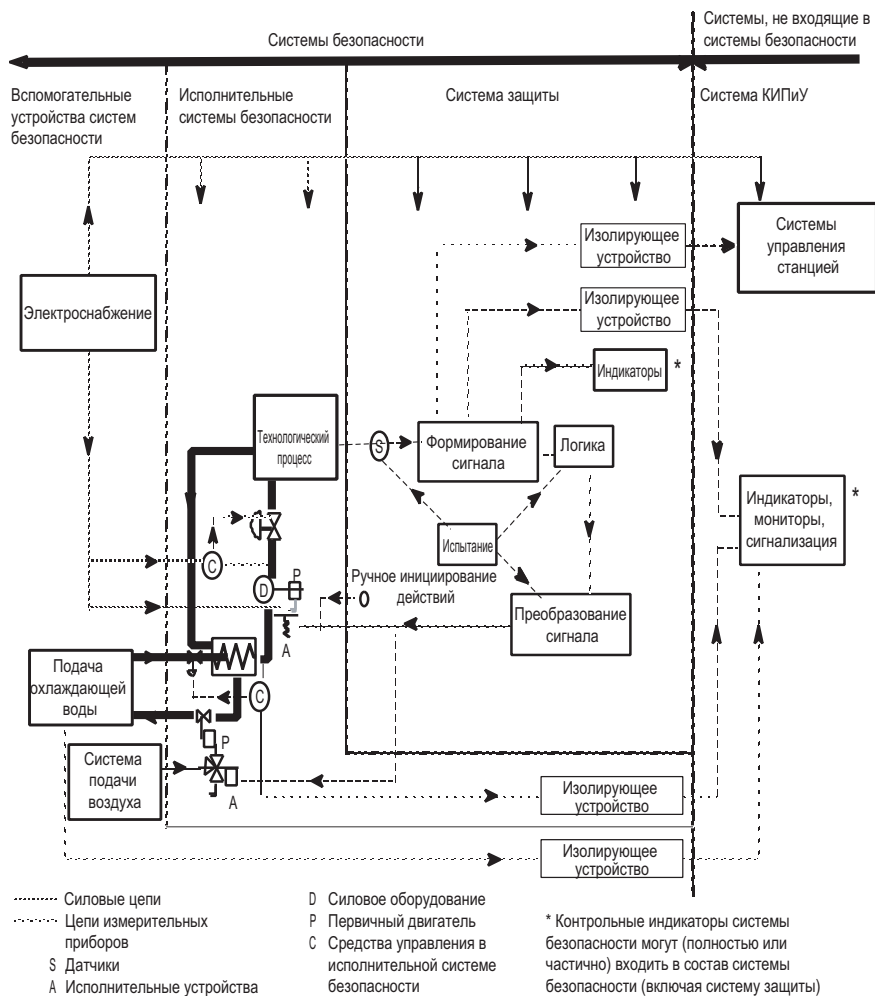 Системы, не входящие в
системы безопасности
Системы безопасности
Вспомогательные
устройства систем
безопасности
Исполнительные
системы безопасности
Система защиты
Система КИПиУ
Изолирующее
устройство
Системы
управления
станцией
Электроснабжение
Изолирующее
устройство
Индикаторы *
Технологический
процесс
S
Формирование
сигнала
Логика
Индикаторы,
мониторы,
сигнализация
*
Испытание
C
D
P
Ручное инициирование
действий
Преобразование
сигнала
A
Подача
охлаждающей
воды
C
P
Система
подачи
воздуха
A
Изолирующее
устройство
Изолирующее
устройство
Силовые цепи
Цепи измерительных
приборов
S Датчики
A Исполнительные устройства
D Силовое оборудование
P Первичный двигатель
C Средства управления в
исполнительной системе
безопасности
* Контрольные индикаторы системы
безопасности могут (полностью или
частично) входить в состав системы
безопасности (включая систему защиты)